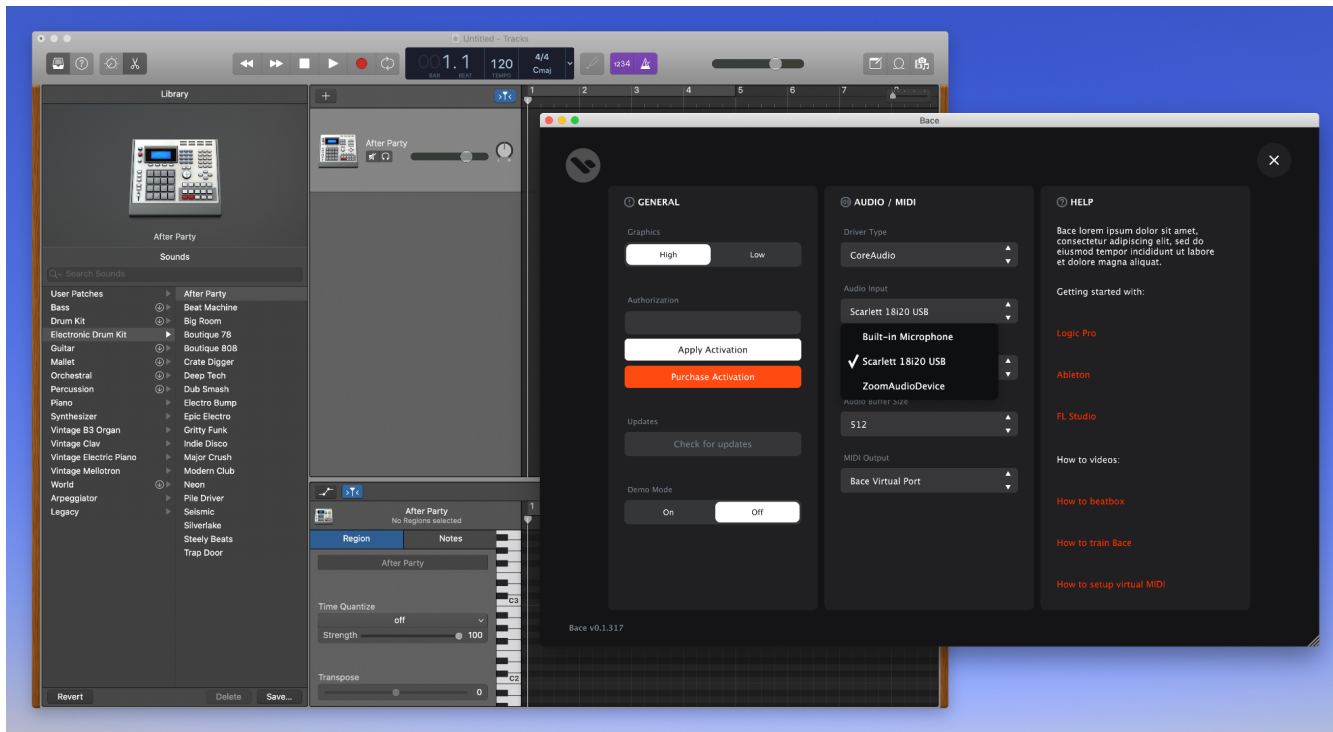 Untitled - Tracks
001.1
BAR BEAT
120
TEMPO
4/4
Cmaj
1234
Library
After Party
Sounds
Search Sounds
User Patches
Bass
Drum Kit
Electronic Drum Kit
Guitar
Mallet
Orchestral
Percussion
Piano
Synthesizer
Vintage B3 Organ
Vintage Clav
Vintage Electric Piano
Vintage Mellotron
World
Arpeggiator
Legacy
After Party
Beat Machine
Big Room
Boutique 78
Boutique 808
Crate Digger
Deep Tech
Dub Smash
Electro Bump
Epic Electro
Gritty Funk
Indie Disco
Major Crush
Modern Club
Neon
Pile Driver
Seismic
Silverlake
Steely Beats
Trap Door
Revert
Delete
Save...
1 2 3 4 5 6 7
After Party
1
After Party
No Regions selected
Region
Notes
After Party
Time Quantize
off
Strength
100
Transpose
0
C3
C2
Bace
GENERAL
Graphics
High
Low
Authorization
Apply Activation
Purchase Activation
Updates
Check for updates
Demo Mode
On
Off
AUDIO / MIDI
Driver Type
CoreAudio
Audio Input
Scarlett 18i20 USB
Built-in Microphone
Scarlett 18i20 USB
ZoomAudioDevice
Audio Buffer Size
512
MIDI Output
Bace Virtual Port
HELP
Bace lorem ipsum dolor sit amet,
consectetur adipiscing elit, sed do
eiusmod tempor incididunt ut labore
et dolore magna aliquat.
Getting started with:
Logic Pro
Ableton
FL Studio
How to videos:
How to beatbox
How to train Bace
How to setup virtual MIDI
Bace v0.1.317